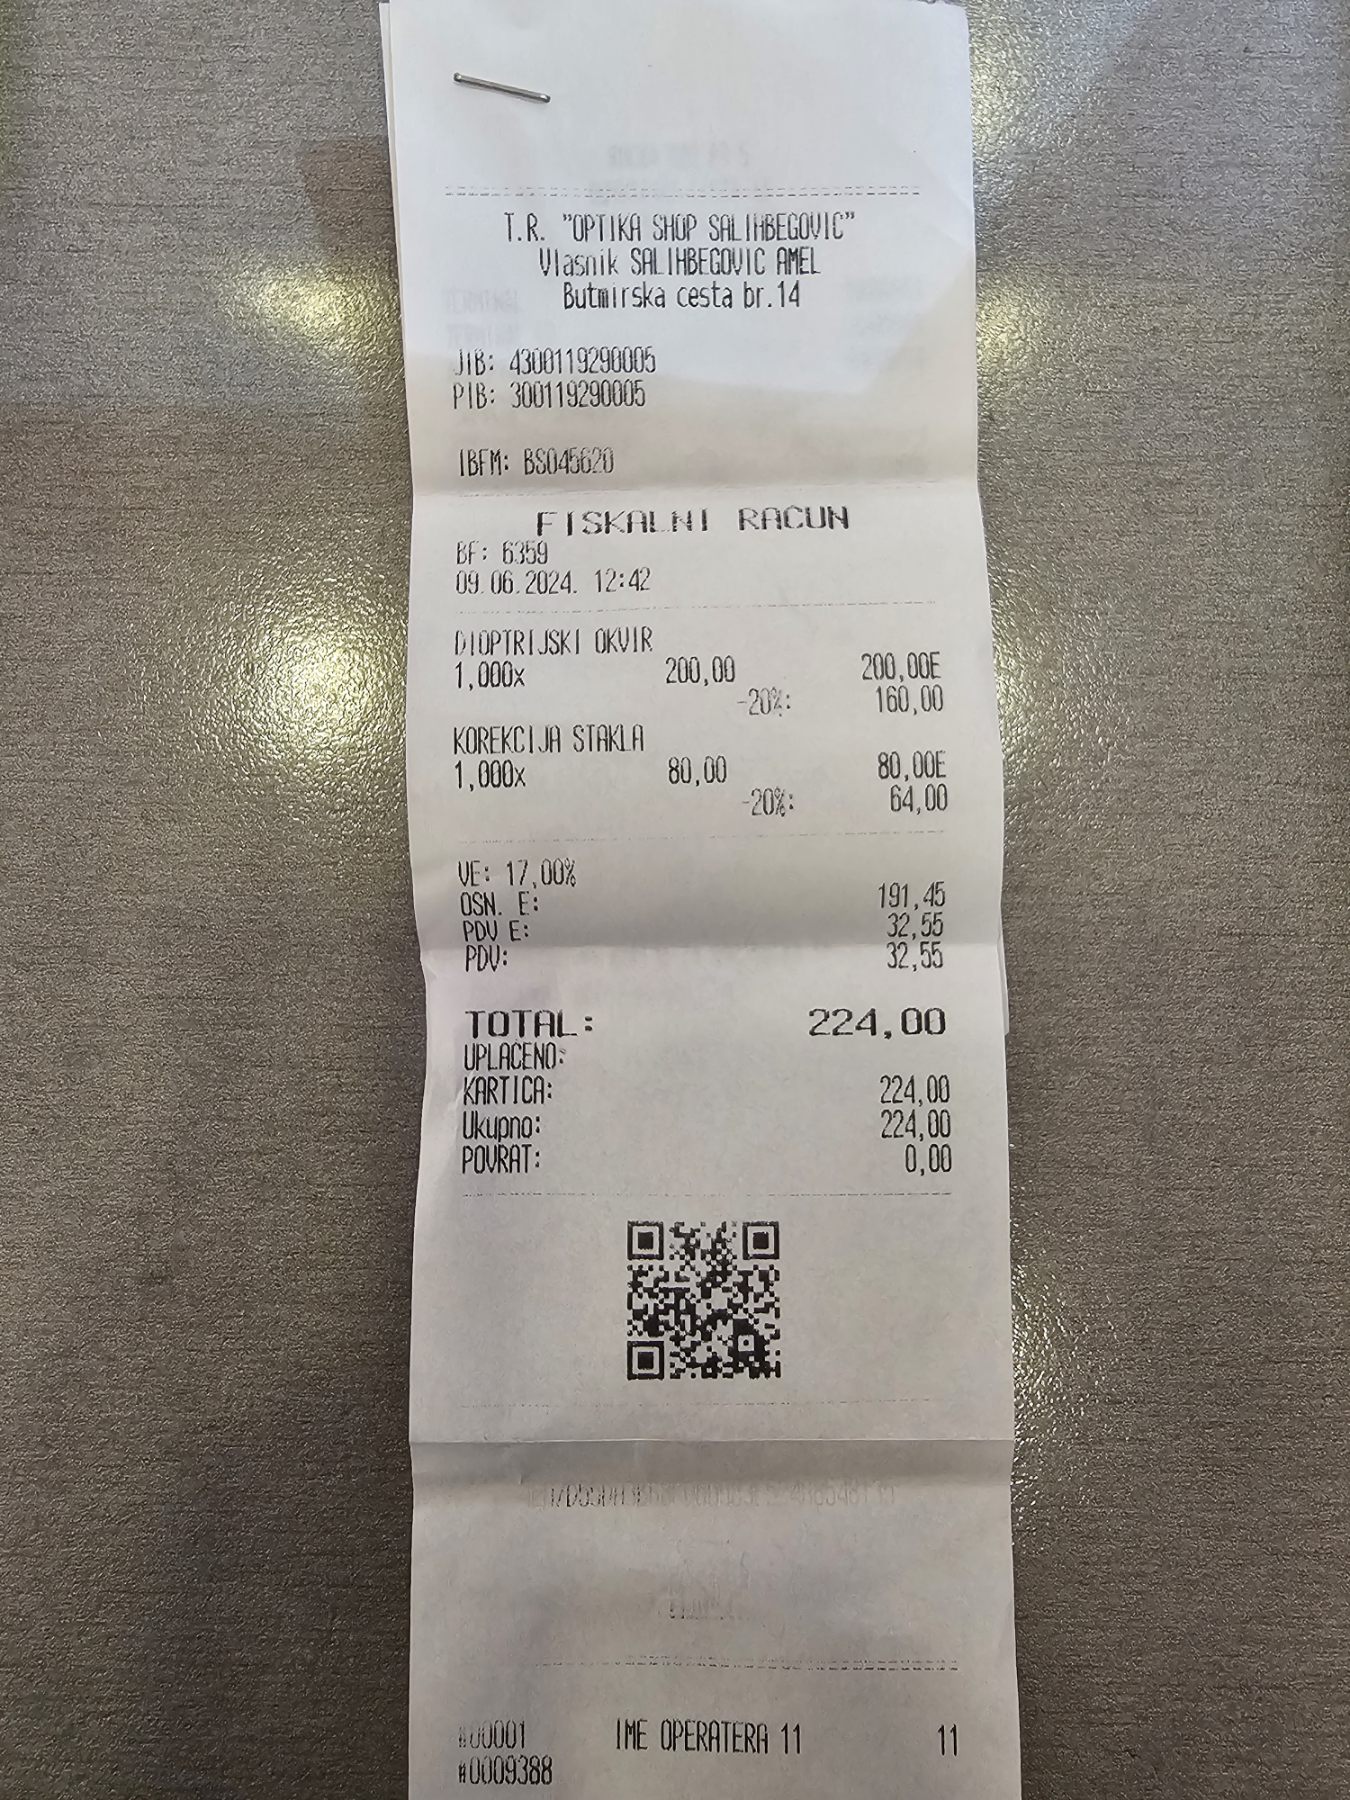 T.R. "OPTIKA SHOP SALIHBEGOVIC"
Vlasnik SALIHBEGOVIC AMEL
Butmirska cesta br.14
JIB: 4300119290005
PIB: 300119290005
IBFM: BS045620
FISKALNI RACUN
BF: 6359
09.06.2024. 12:42
DIOPTRIJSKI OKVIR
1,000x 200,00 200,00E
-20%: 160,00
KOREKCIJA STAKLA
1,000x 80,00 80,00E
-20%: 64,00
VE: 17,00%
OSN. E: 191,45
PDV E: 32,55
PDV: 32,55
TOTAL: 224,00
UPLACENO:
KARTICA: 224,00
Ukupno: 224,00
POVRAT: 0,00
#00001 IME OPERATERA 11 11
#0009388